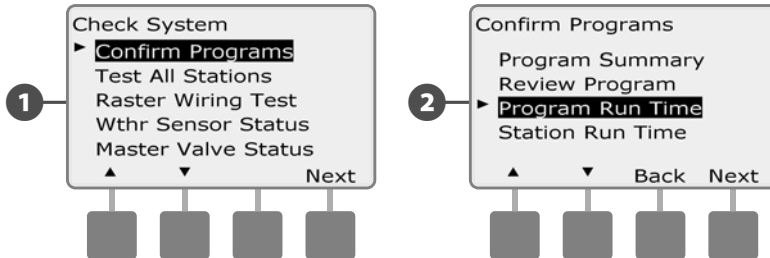 1
Check System
Confirm Programs
Test All Stations
Raster Wiring Test
Wthr Sensor Status
Master Valve Status
Next
2
Confirm Programs
Program Summary
Review Program
Program Run Time
Station Run Time
Back Next